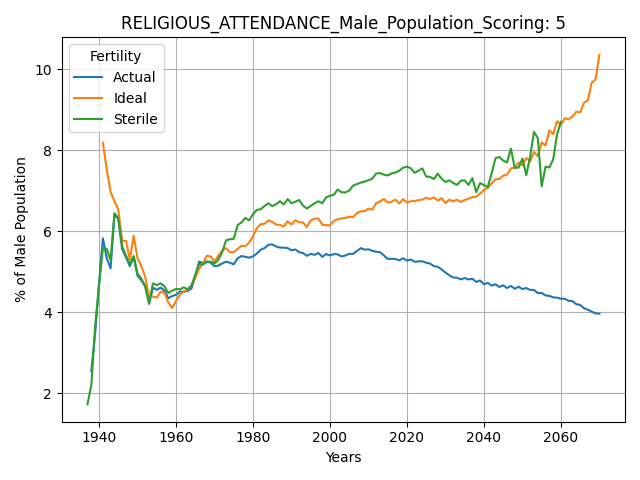 RELIGIOUS_ATTENDANCE_Male_Population_Scoring: 5
Fertility
Actual
Ideal
Sterile
% of Male Population
10
8
6
4
2
1940 1960 1980 2000 2020 2040 2060
Years